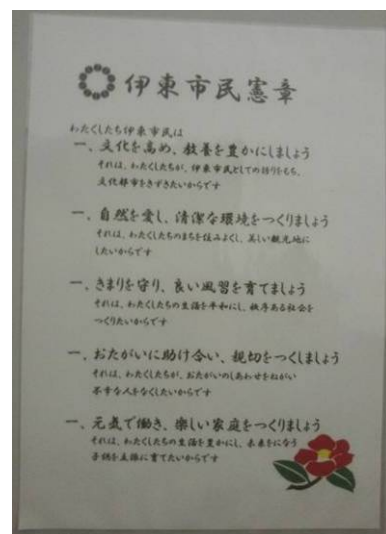 伊東市民憲章
わたくしたち伊東市民は
一、文化を高め、教養を豊かにしましょう
それは、わたくしたちが、伊東市民としての誇りをもち、
文化都市をきずきたいからです
一、自然を愛し、清潔な環境をつくりましょう
それは、わたくしたちのまちを住みよくし、美しい観光地に
したいからです
一、きまりを守り、良い風習を育てましょう
それは、わたくしたちの生活を平和にし、秩序ある社会を
つくりたいからです
一、おたがいに助け合い、親切をつくしましょう
それは、わたくしたちが、おたがいのしあわせをねがい
不幸な人をなくしたいからです
一、元気で働き、楽しい家庭をつくりましょう
それは、わたくしたちの生活を豊かにし、未来をになう
子供を立派に育てたいからです